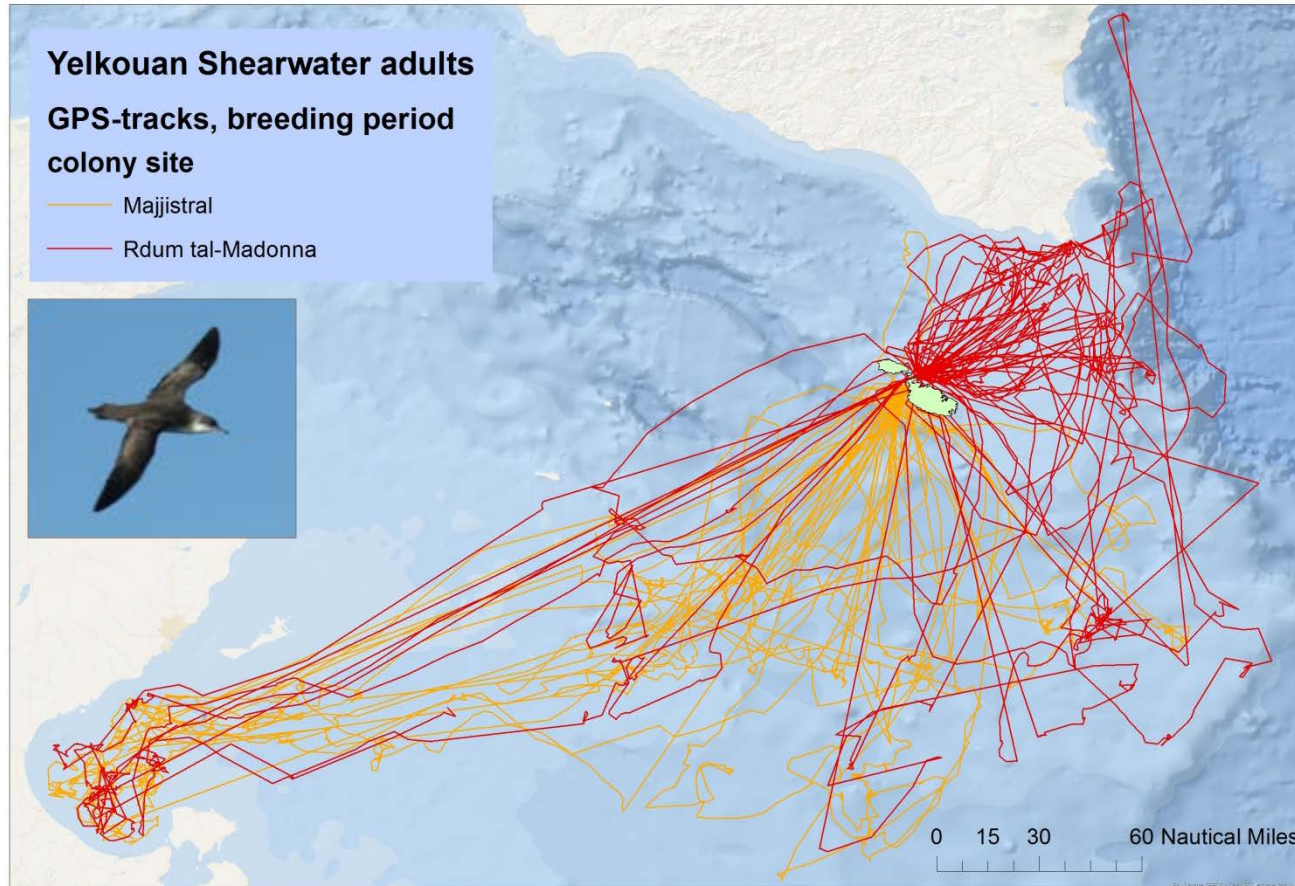 Yelkouan Shearwater adults
GPS-tracks, breeding period
colony site
Majjistral
Rdum tal-Madonna
0 15 30 60 Nautical Miles